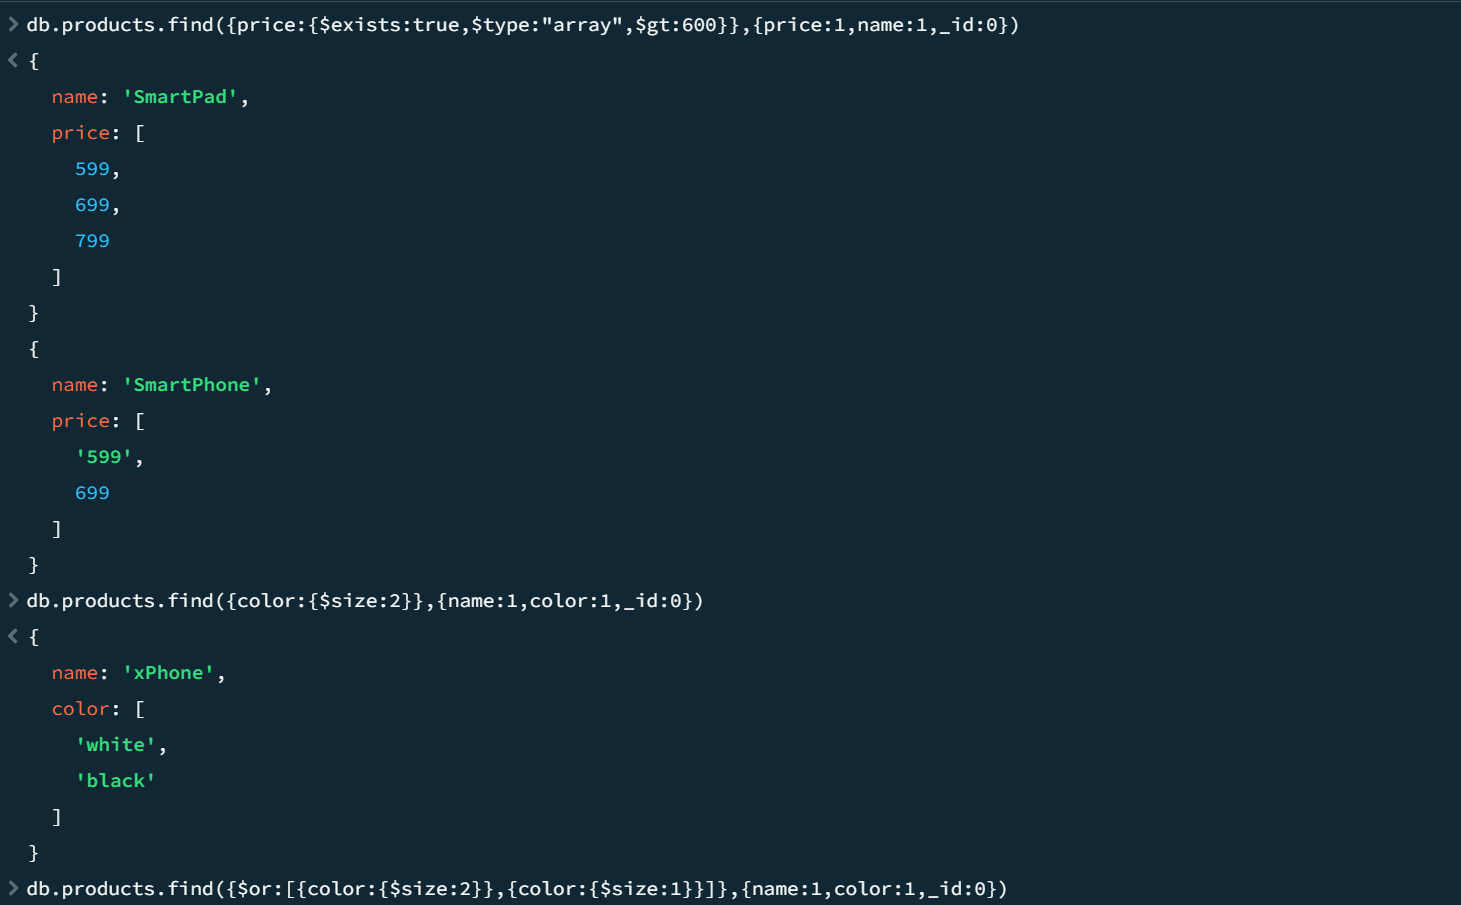 > db.products.find({price:{$exists:true,$type:"array",$gt:600}},{price:1,name:1,_id:0})
< {
name: 'SmartPad',
price: [
599,
699,
799
]
}
{
name: 'SmartPhone',
price: [
'599',
699
]
}
> db.products.find({color:{$size:2}},{name:1,color:1,_id:0})
< {
name: 'xPhone',
color: [
'white',
'black'
]
}
> db.products.find({$or:[{color:{$size:2}},{color:{$size:1}}]},{name:1,color:1,_id:0})